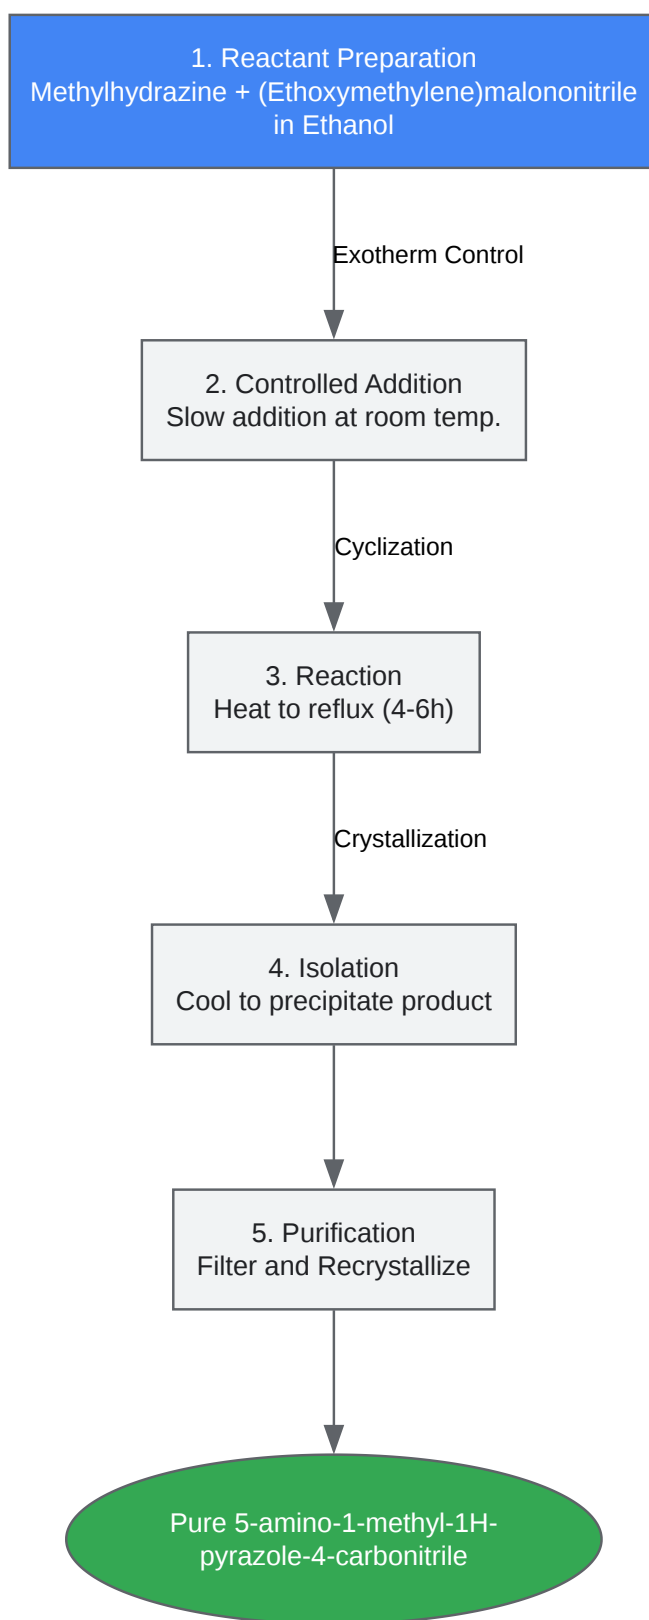 1. Reactant Preparation
Methylhydrazine + (Ethoxymethylene)malononitrile
in Ethanol
Exotherm Control
2. Controlled Addition
Slow addition at room temp.
Cyclization
3. Reaction
Heat to reflux (4-6h)
Crystallization
4. Isolation
Cool to precipitate product
5. Purification
Filter and Recrystallize
Pure 5-amino-1-methyl-1H-
pyrazole-4-carbonitrile